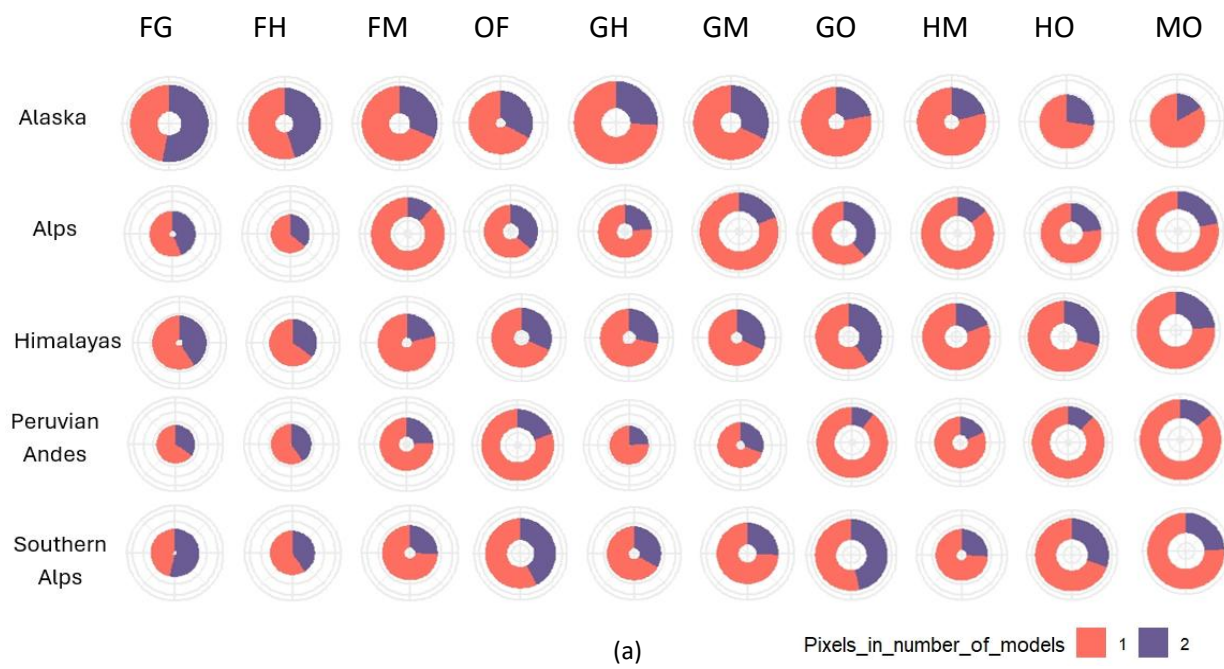 FG FH FM OF GH GM GO HM HO MO
Alaska
Alps
Himalayas
Peruvian
Andes
Southern
Alps
(a)
Pixels_in_number_of_models 1 2